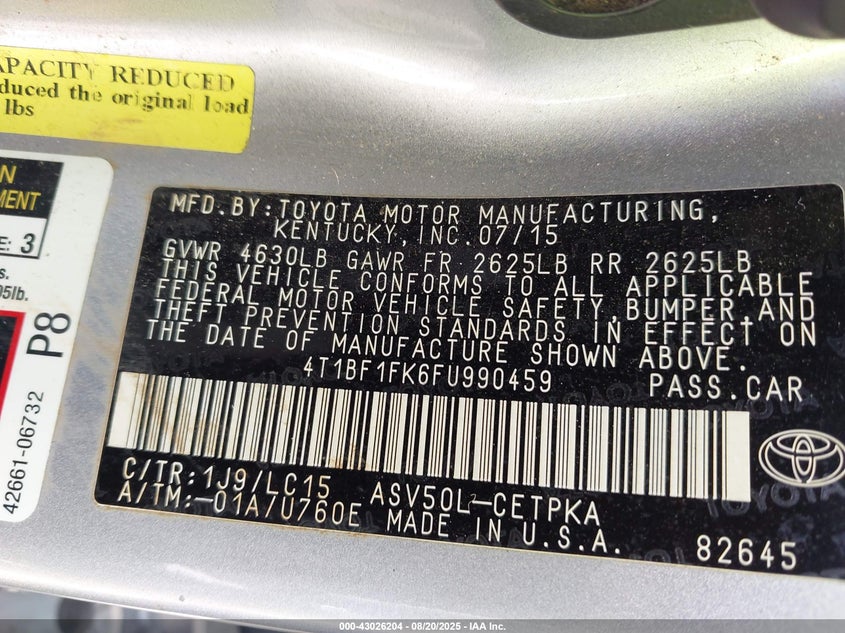 APACITY REDUCED
duced the original load
lbs
N
MENT
E: 3
s.
05lb.
P8
42661-06732
MFD.BY:TOYOTA MOTOR MANUFACTURING,
KENTUCKY,INC.07/15
GVWR 4630LB GAWR FR 2625LB RR 2625LB
THIS VEHICLE CONFORMS TO ALL APPLICABLE
FEDERAL MOTOR VEHICLE SAFETY,BUMPER,AND
THEFT PREVENTION STANDARDS IN EFFECT ON
THE DATE OF MANUFACTURE SHOWN ABOVE.
4T1BF1FK6FU990459 PASS.CAR
C/TR:1J9/LC15 ASV50L-CETPKA
A/TM:-01A/U760E MADE IN U.S.A.
82645
000-43026204 - 08/20/2025 - IAA Inc.